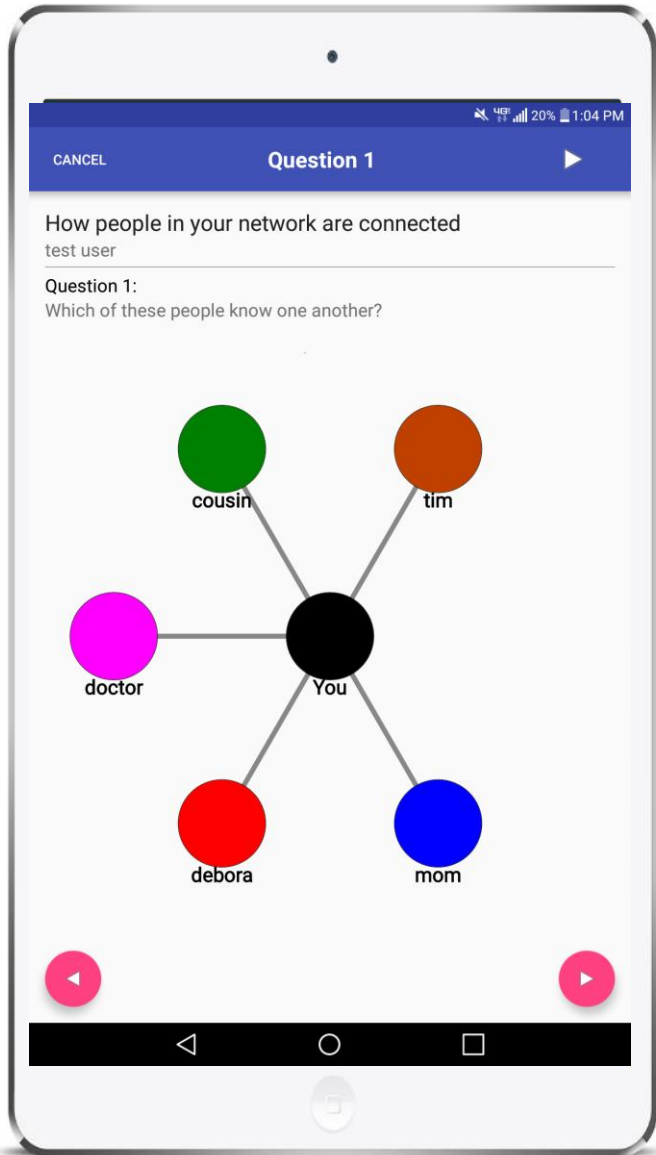 4GE 20% 1:04 PM
CANCEL Question 1
How people in your network are connected
test user
Question 1:
Which of these people know one another?
cousin tim
doctor You
debora mom